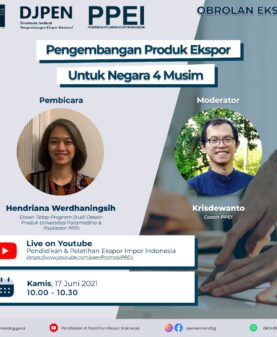 DJPEN
Direktorat Jenderal
Pengembangan Ekspor Nasional
PPEI
OBROLAN EKS
Pengembangan Produk Ekspor
Untuk Negara 4 Musim
Pembicara
Moderator
Hendriana Werdhaningsih
Dosen Tetap Program Studi Desain
Produk Universitas Paramadina &
Fasilitator PPEI
Krisdewanto
Coach PPEI
Live on Youtube
Pendidikan & Pelatihan Ekspor Impor Indonesia
Kamis, 17 Juni 2021
10.00 - 10.30
Pendidikan & Pelatihan Ekspor Indonesia